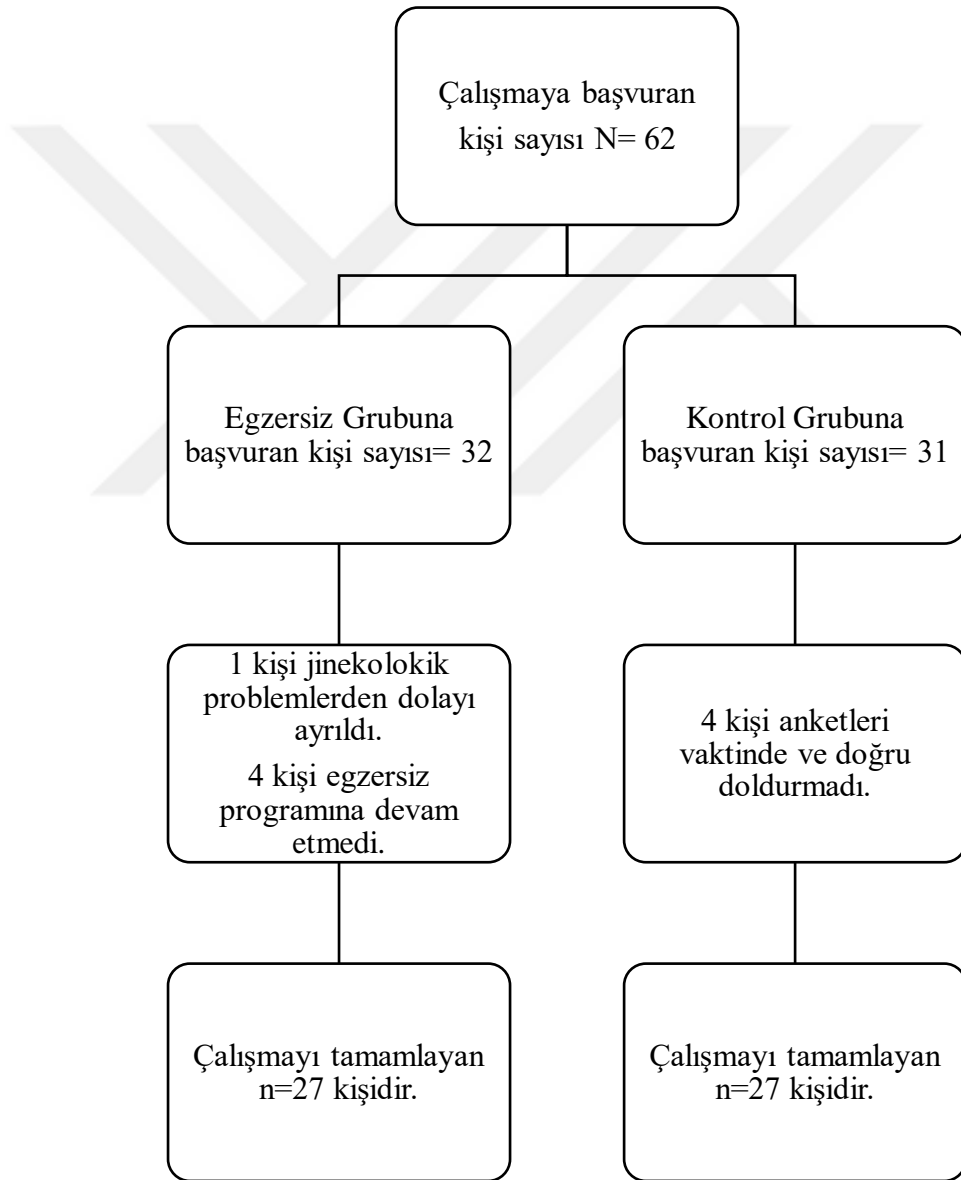 Çalışmaya başvuran
kişi sayısı N= 62
Egzersiz Grubuna
başvuran kişi sayısı= 32
Kontrol Grubuna
başvuran kişi sayısı= 31
1 kişi jinekolokik
problemlerden dolayı
ayrıldı.
4 kişi egzersiz
programına devam
etmedi.
4 kişi anketleri
vaktinde ve doğru
doldurmadı.
Çalışmayı tamamlayan
n=27 kişidir.
Çalışmayı tamamlayan
n=27 kişidir.